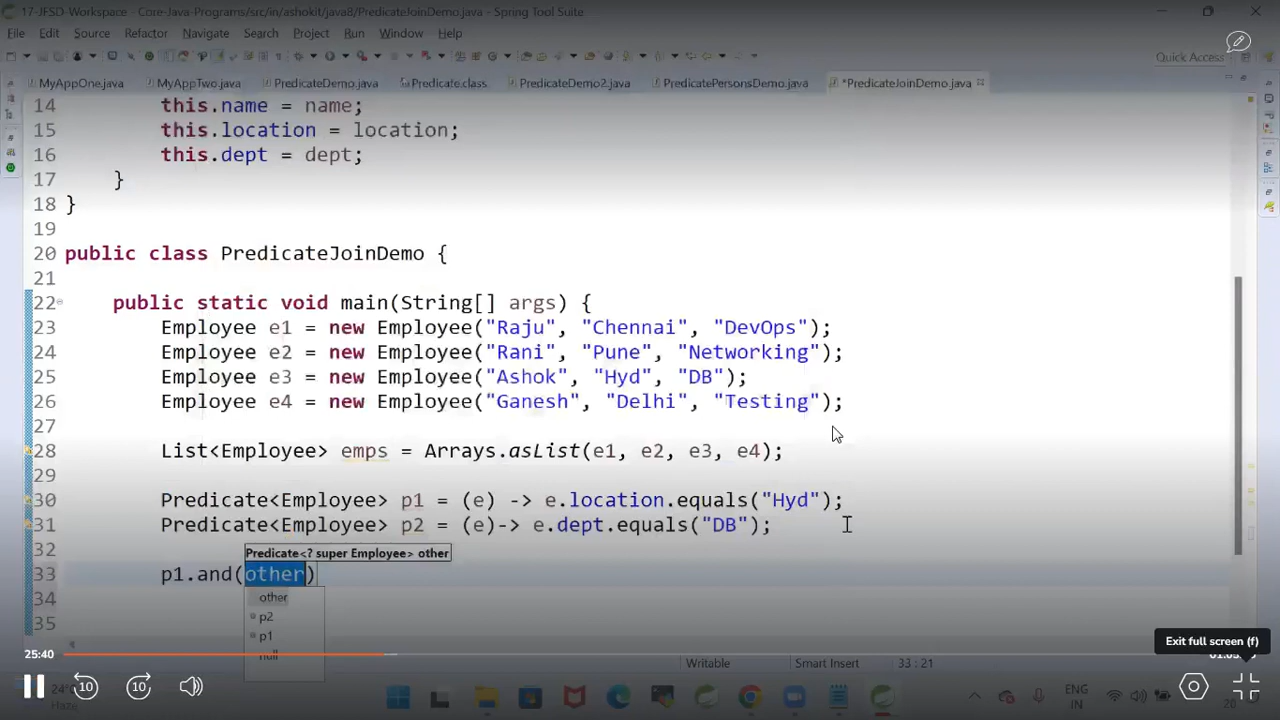 17-JFSD-Workspace - Core-Java-Programs/src/in/ashokit/java8/PredicateJoinDemo.java - Spring Tool Suite
File Edit Source Refactor Navigate Search Project Run Window Help
Quick Access
MyAppOne.java MyAppTwo.java PredicateDemo.java Predicate.class PredicateDemo2.java PredicatePersonsDemo.java *PredicateJoinDemo.java
14 this.name = name;
15 this.location = location;
16 this.dept = dept;
17 }
18 }
19
20 public class PredicateJoinDemo {
21
22 public static void main(String[] args) {
23 Employee e1 = new Employee("Raju", "Chennai", "DevOps");
24 Employee e2 = new Employee("Rani", "Pune", "Networking");
25 Employee e3 = new Employee("Ashok", "Hyd", "DB");
26 Employee e4 = new Employee("Ganesh", "Delhi", "Testing");
27
28 List<Employee> emps = Arrays.asList(e1, e2, e3, e4);
29
30 Predicate<Employee> p1 = (e) -> e.location.equals("Hyd");
31 Predicate<Employee> p2 = (e)-> e.dept.equals("DB");
32
Predicate<? super Employee> other
33 p1.and(other)
34
other
p2
35
p1
null
Exit full screen (f)
25:40
Writable Smart Insert 33 : 21
10 10
24°
Haze
ENG
IN